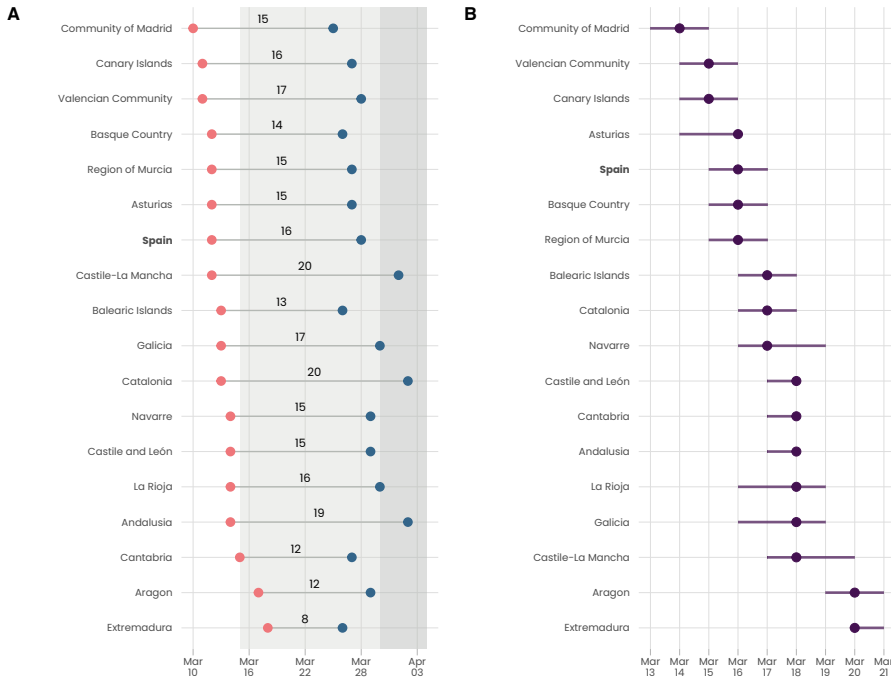 A
Community of Madrid 15
Canary Islands 16
Valencian Community 17
Basque Country 14
Region of Murcia 15
Asturias 15
Spain 16
Castile-La Mancha 20
Balearic Islands 13
Galicia 17
Catalonia 20
Navarre 15
Castile and León 15
La Rioja 16
Andalusia 19
Cantabria 12
Aragon 12
Extremadura 8
Mar Mar Mar Mar Apr
10 16 22 28 03
B
Community of Madrid
Valencian Community
Canary Islands
Asturias
Spain
Basque Country
Region of Murcia
Balearic Islands
Catalonia
Navarre
Castile and León
Cantabria
Andalusia
La Rioja
Galicia
Castile-La Mancha
Aragon
Extremadura
Mar Mar Mar Mar Mar Mar Mar Mar Mar
13 14 15 16 17 18 19 20 21